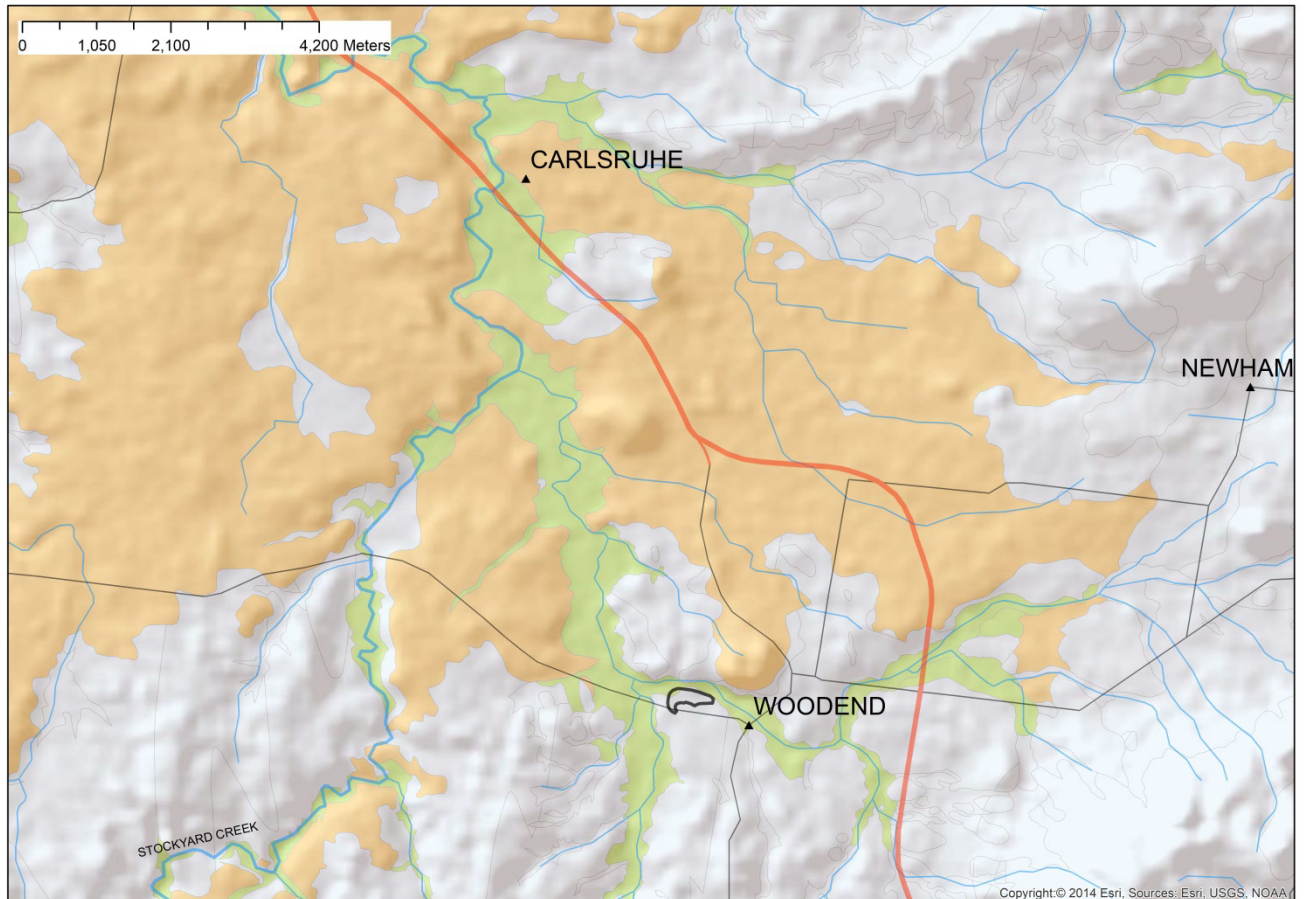 0 1,050 2,100 4,200 Meters
CARLSRUHE
NEWHAM
WOODEND
STOCKYARD CREEK
Copyright:© 2014 Esri, Sources: Esri, USGS, NOAA